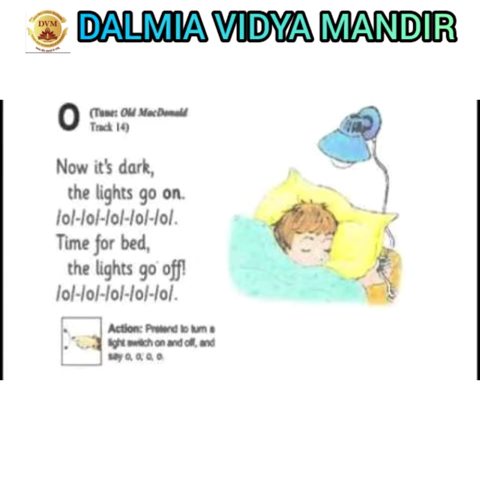 DVM
DALMIA VIDYA MANDIR
O
(Tune: Old MacDonald
Track 14)
Now it's dark,
the lights go on.
/o/-/o/-/o/-/o/-/o/.
Time for bed,
the lights go off!
/o/-/o/-/o/-/o/-/o/.
Action: Pretend to turn a
light switch on and off, and
say o, o, o, o.